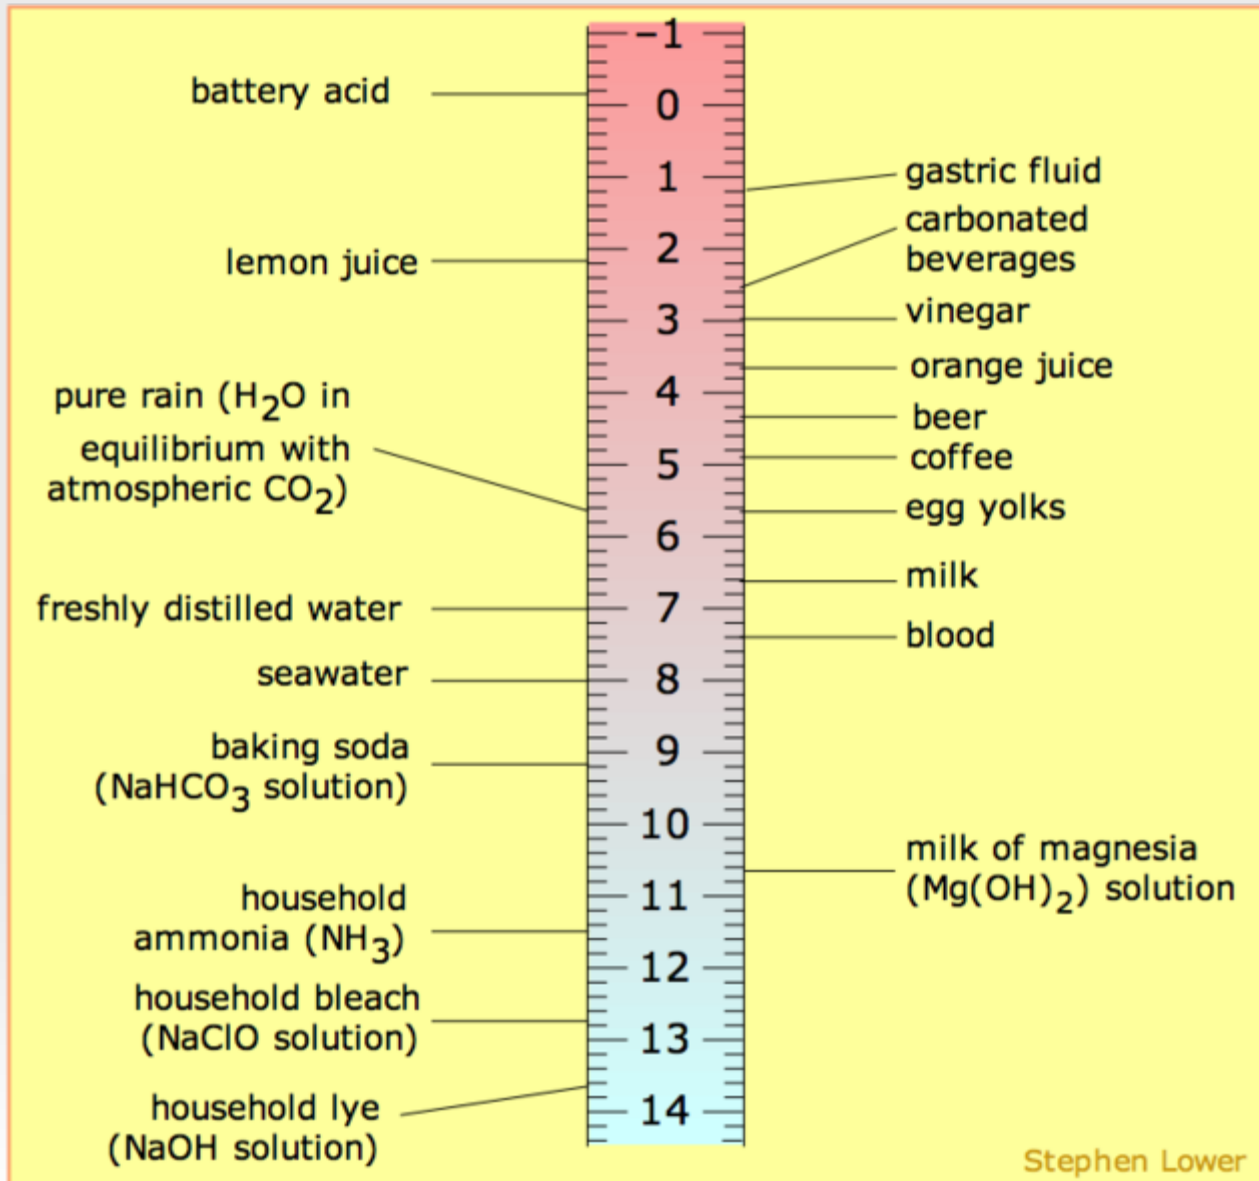 battery acid
lemon juice
pure rain (H₂O in
equilibrium with
atmospheric CO₂)
freshly distilled water
seawater
baking soda
(NaHCO₃ solution)
household
ammonia (NH₃)
household bleach
(NaClO solution)
household lye
(NaOH solution)
−1
0
1
2
3
4
5
6
7
8
9
10
11
12
13
14
gastric fluid
carbonated
beverages
vinegar
orange juice
beer
coffee
egg yolks
milk
blood
milk of magnesia
(Mg(OH)₂) solution
Stephen Lower